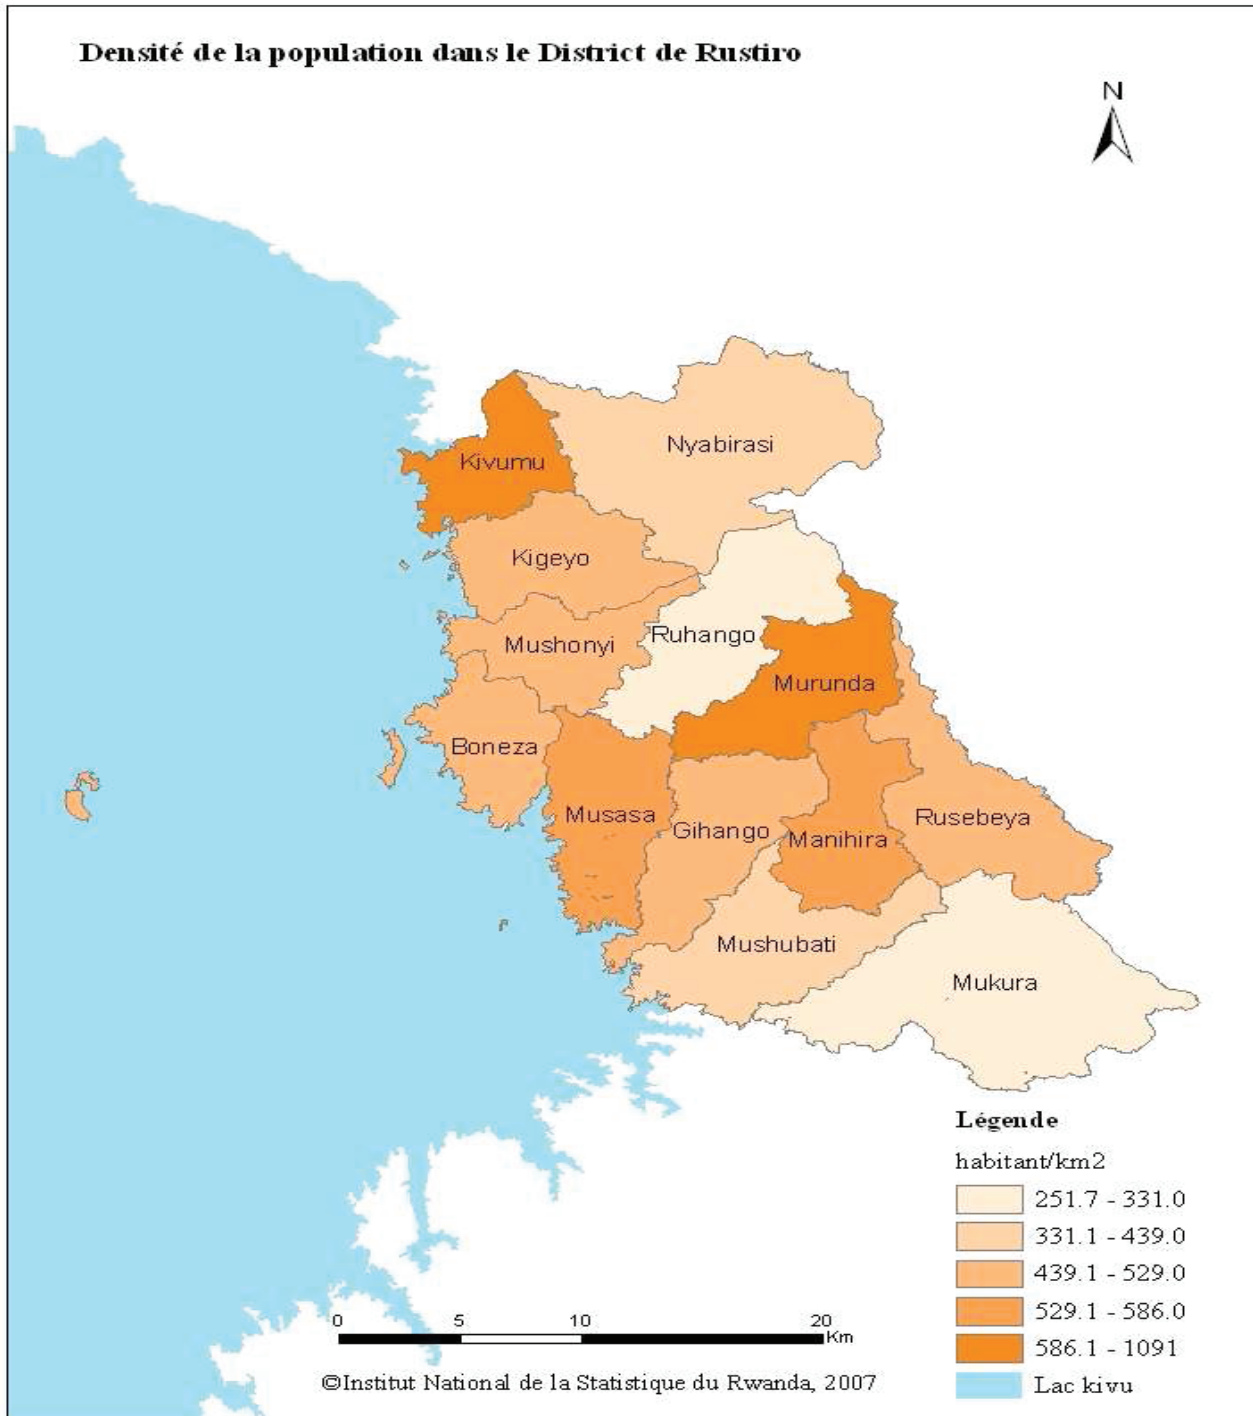 Densité de la population dans le District de Rustiro
N
Nyabirasi
Kivumu
Kigeyo
Ruhango
Mushonyi
Murunda
Boneza
Musasa
Gihango
Manihira
Rusebeya
Mushubati
Mukura
Légende
habitant/km2
251.7 - 331.0
331.1 - 439.0
439.1 - 529.0
529.1 - 586.0
586.1 - 1091
Lac kivu
0 5 10 20
Km
©Institut National de la Statistique du Rwanda, 2007